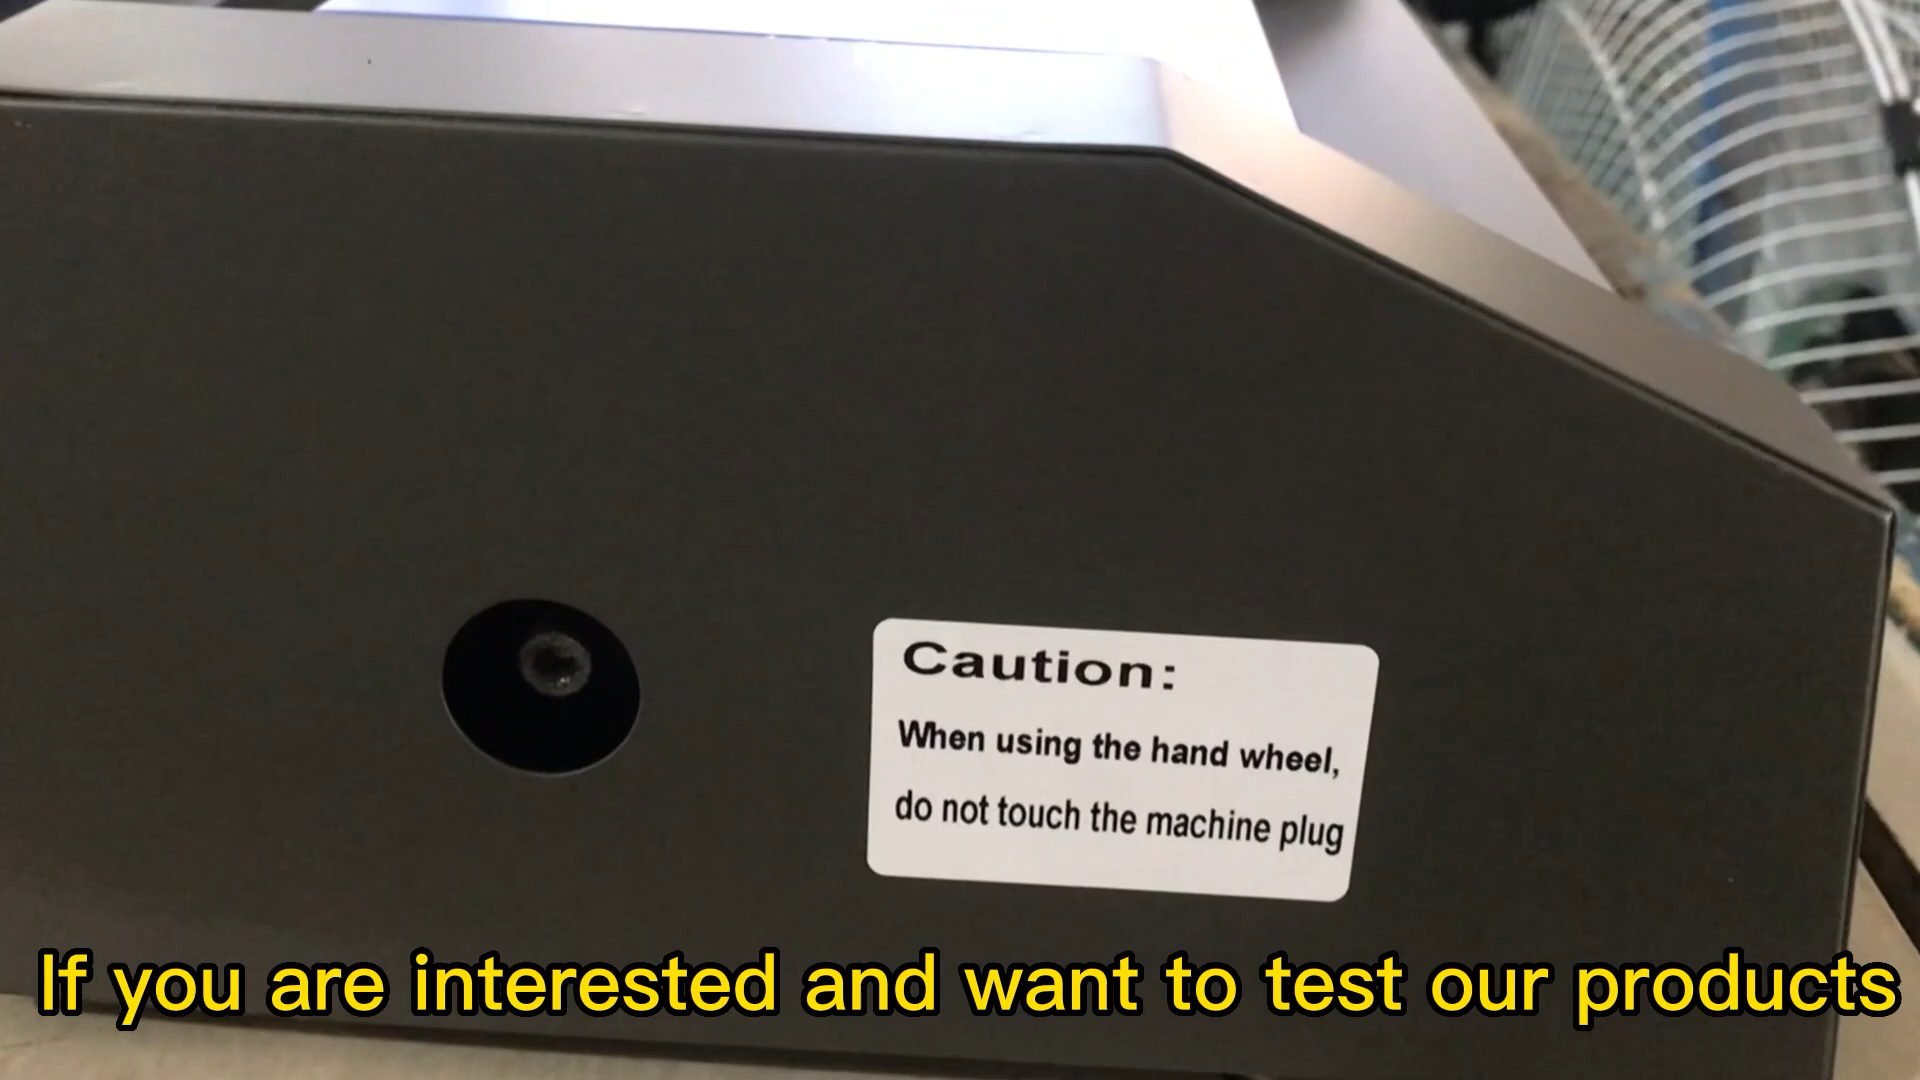 Caution:
When using the hand wheel,
do not touch the machine plug
If you are interested and want to test our products